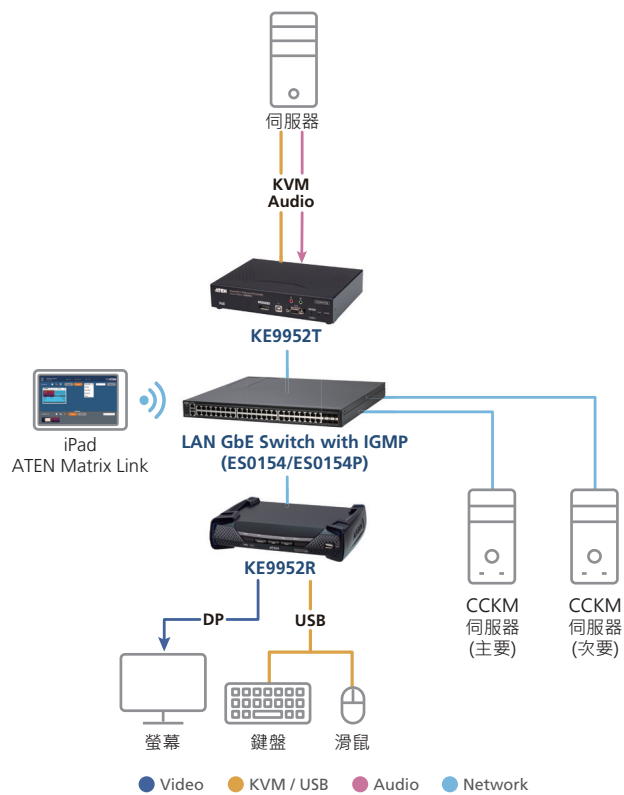 伺服器
KVM
Audio
ATEN
KE9952T
iPad
ATEN Matrix Link
LAN GbE Switch with IGMP
(ES0154/ES0154P)
KE9952R
DP
USB
CCKM
伺服器
(主要)
CCKM
伺服器
(次要)
螢幕
鍵盤
滑鼠
Video
KVM / USB
Audio
Network